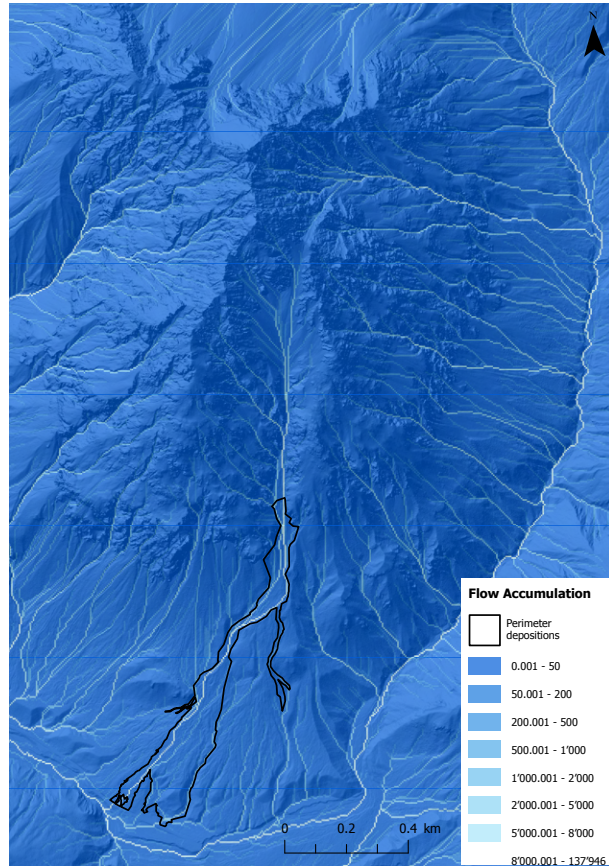 N
Flow Accumulation
Perimeter
depositions
0.001 - 50
50.001 - 200
200.001 - 500
500.001 - 1'000
1'000.001 - 2'000
2'000.001 - 5'000
5'000.001 - 8'000
8'000.001 - 137'946
0 0.2 0.4 km